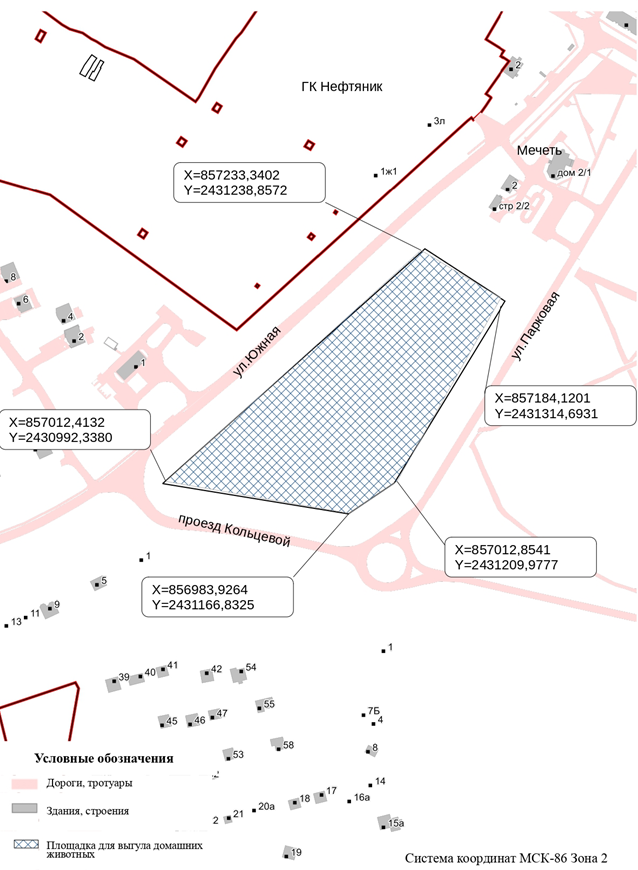 2
ГК Нефтяник
3л
Мечеть
1ж1
дом 2/1
2
стр 2/2
X=857233,3402
Y=2431238,8572
8
6
4
2
1
ул.Южная
ул.Парковая
X=857184,1201
Y=2431314,6931
X=857012,4132
Y=2430992,3380
проезд Кольцевой
X=857012,8541
Y=2431209,9777
X=856983,9264
Y=2431166,8325
1
5
9
11
13
1
39
40
41
42
54
55
45
46
47
7Б
4
53
58
8
14
16а
17
18
20а
21
2
15а
19
Условные обозначения
Дороги, тротуары
Здания, строения
Площадка для выгула домашних
животных
Система координат МСК-86 Зона 2